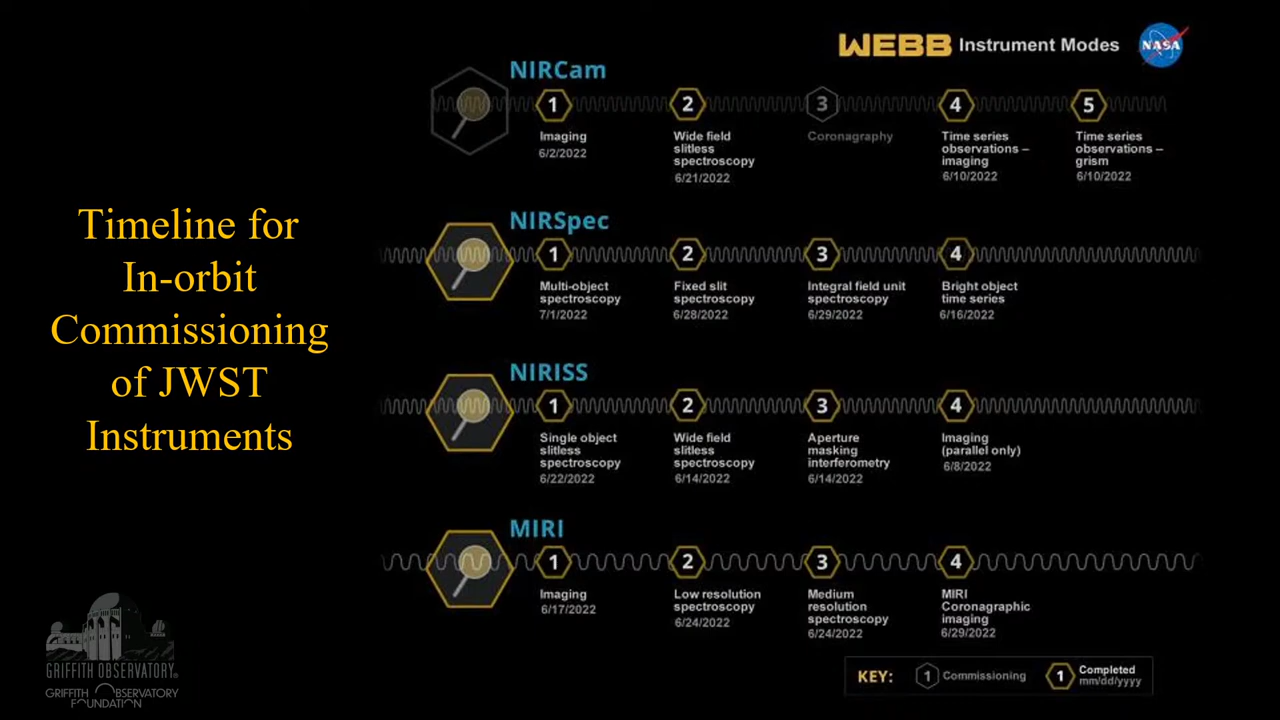 WEBB Instrument Modes NASA
Timeline for
In-orbit
Commissioning
of JWST
Instruments
NIRCam
1
Imaging
6/2/2022
2
Wide field
slitless
spectroscopy
6/21/2022
3
Coronagraphy
4
Time series
observations –
imaging
6/10/2022
5
Time series
observations –
grism
6/10/2022
NIRSpec
1
Multi-object
spectroscopy
7/1/2022
2
Fixed slit
spectroscopy
6/28/2022
3
Integral field unit
spectroscopy
6/29/2022
4
Bright object
time series
6/16/2022
NIRISS
1
Single object
slitless
spectroscopy
6/22/2022
2
Wide field
slitless
spectroscopy
6/14/2022
3
Aperture
masking
interferometry
6/14/2022
4
Imaging
(parallel only)
6/8/2022
MIRI
1
Imaging
6/17/2022
2
Low resolution
spectroscopy
6/24/2022
3
Medium
resolution
spectroscopy
6/24/2022
4
MIRI
Coronagraphic
imaging
6/29/2022
KEY: 1 Commissioning 1 Completed
mm/dd/yyyy
GRIFFITH OBSERVATORY
GRIFFITH OBSERVATORY
FOUNDATION